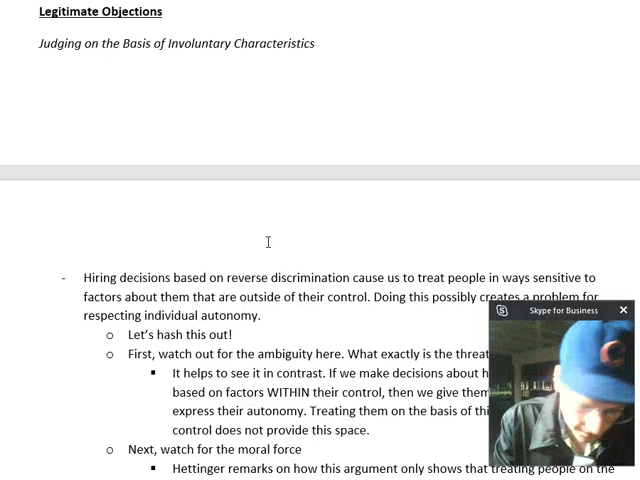 Legitimate Objections
Judging on the Basis of Involuntary Characteristics
- Hiring decisions based on reverse discrimination cause us to treat people in ways sensitive to
factors about them that are outside of their control. Doing this possibly creates a problem for
respecting individual autonomy.
o Let's hash this out!
o First, watch out for the ambiguity here. What exactly is the threat
▪ It helps to see it in contrast. If we make decisions about h
based on factors WITHIN their control, then we give them
express their autonomy. Treating them on the basis of thi
control does not provide this space.
o Next, watch for the moral force
▪ Hettinger remarks on how this argument only shows that treating people on the
Skype for Business